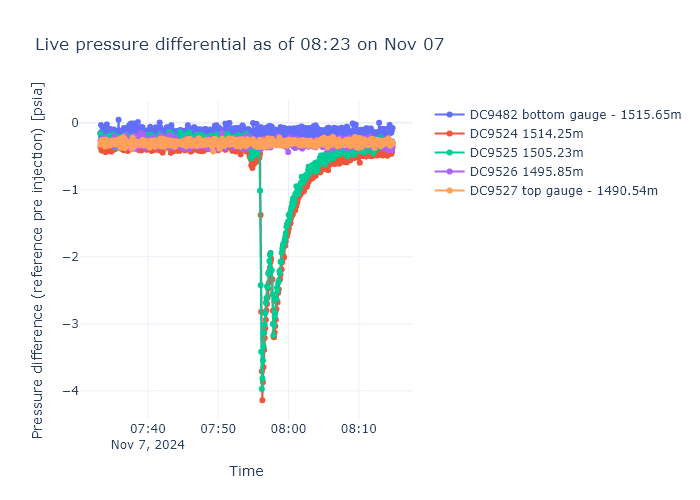 Live pressure differential as of 08:23 on Nov 07
Pressure difference (reference pre injection) [psia]
0
−1
−2
−3
−4
07:40
07:50
08:00
08:10
Nov 7, 2024
Time
DC9482 bottom gauge - 1515.65m
DC9524 1514.25m
DC9525 1505.23m
DC9526 1495.85m
DC9527 top gauge - 1490.54m